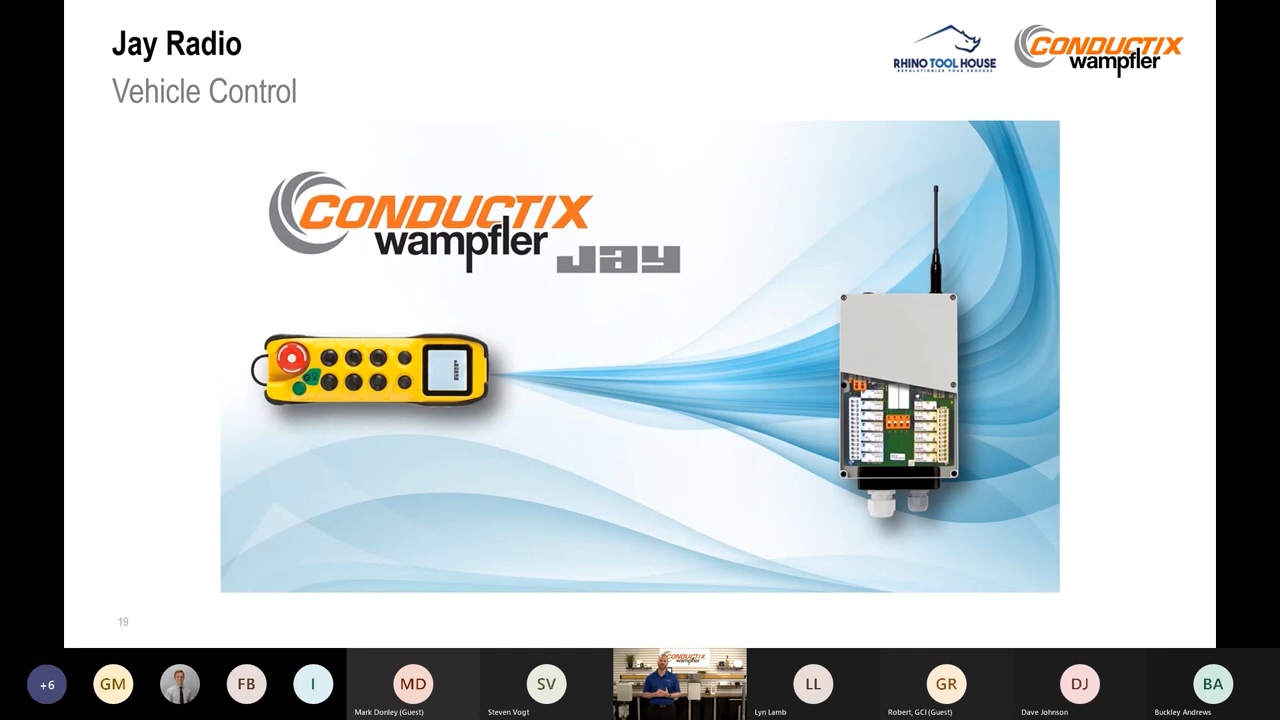 Jay Radio
Vehicle Control
RHINO TOOL HOUSE
REVOLUTIONIZE YOUR PROCESS
CONDUCTIX
wampfler
CONDUCTIX
wampfler
Jay
19
+6
GM
FB
I
MD
Mark Donley (Guest)
SV
Steven Vogt
CONDUCTIX
wampfler
LL
Lyn Lamb
GR
Robert, GCI (Guest)
DJ
Dave Johnson
BA
Buckley Andrews